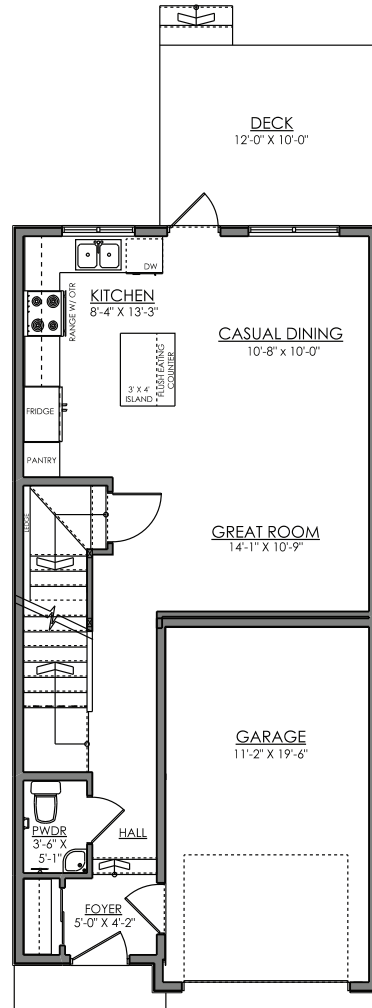 DECK
12'-0" X 10'-0"
DW
RANGE W/ OTR
KITCHEN
8'-4" X 13'-3"
CASUAL DINING
10'-8" x 10'-0"
3' X 4'
ISLAND
FLUSH EATING
COUNTER
FRIDGE
PANTRY
LEDGE
GREAT ROOM
14'-1" X 10'-9"
GARAGE
11'-2" X 19'-6"
PWDR
3'-6" X
5'-1"
HALL
FOYER
5'-0" X 4'-2"